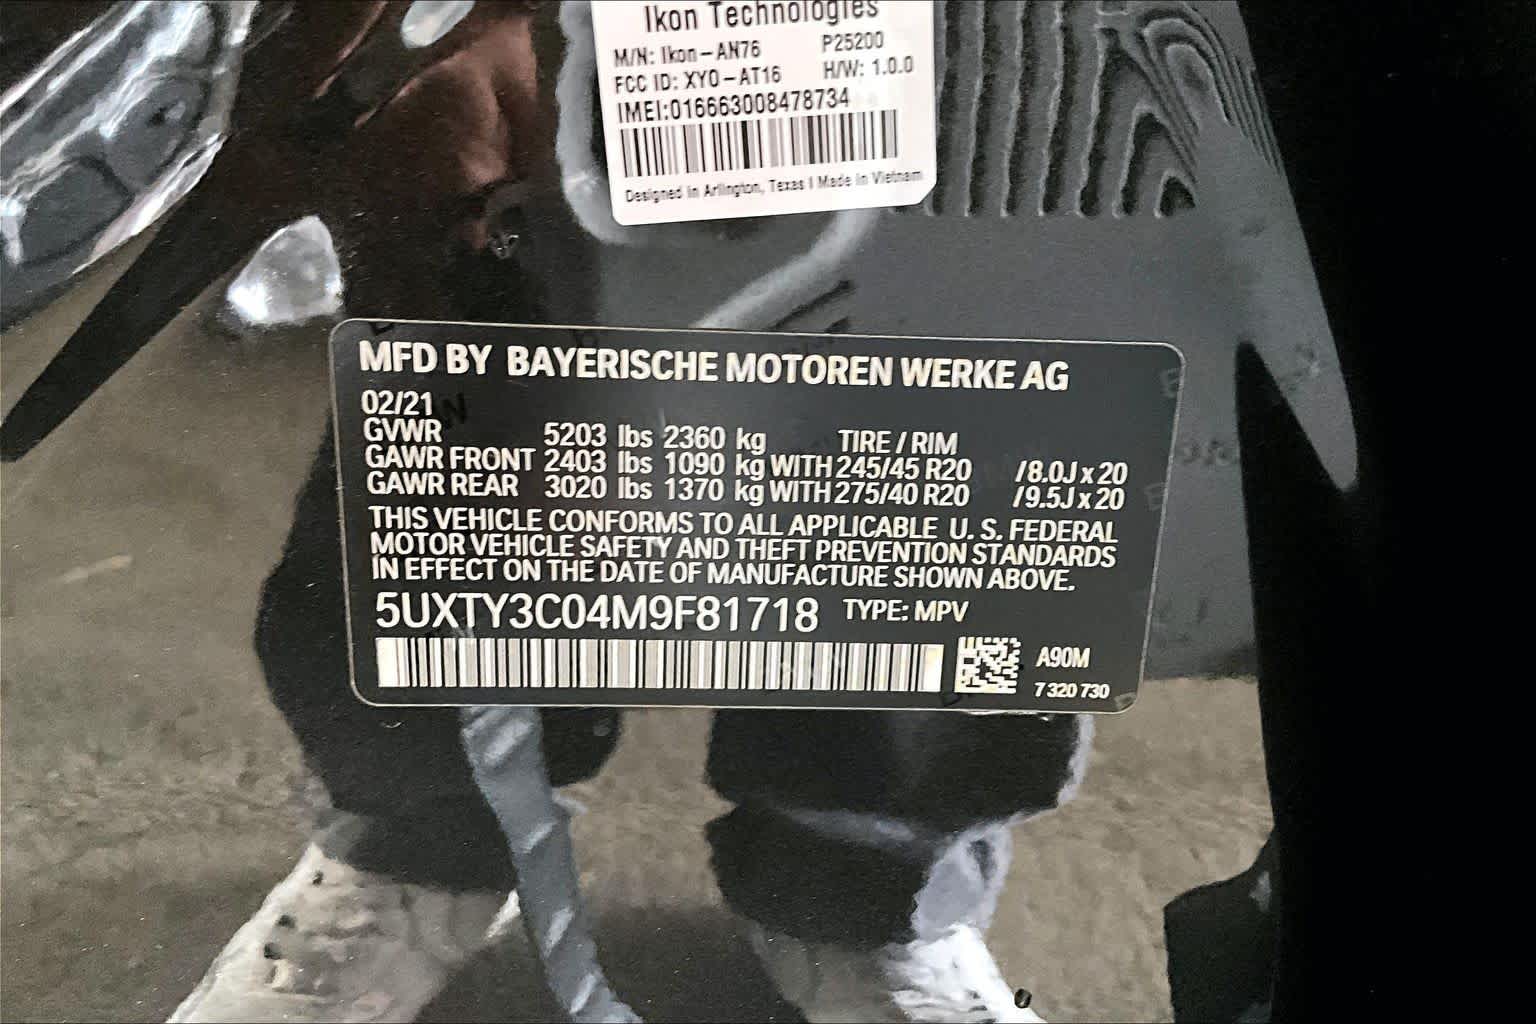 Ikon Technologies
M/N: Ikon-AN76 P25200
FCC ID: XYO-AT16 H/W: 1.0.0
IMEI:016663008478734
Designed in Arlington, Texas | Made in Vietnam
MFD BY BAYERISCHE MOTOREN WERKE AG
02/21
GVWR 5203 lbs 2360 kg TIRE / RIM
GAWR FRONT 2403 lbs 1090 kg WITH 245/45 R20 /8.0J x 20
GAWR REAR 3020 lbs 1370 kg WITH 275/40 R20 /9.5J x 20
THIS VEHICLE CONFORMS TO ALL APPLICABLE U. S. FEDERAL
MOTOR VEHICLE SAFETY AND THEFT PREVENTION STANDARDS
IN EFFECT ON THE DATE OF MANUFACTURE SHOWN ABOVE.
5UXTY3C04M9F81718 TYPE: MPV
A90M
7 320 730